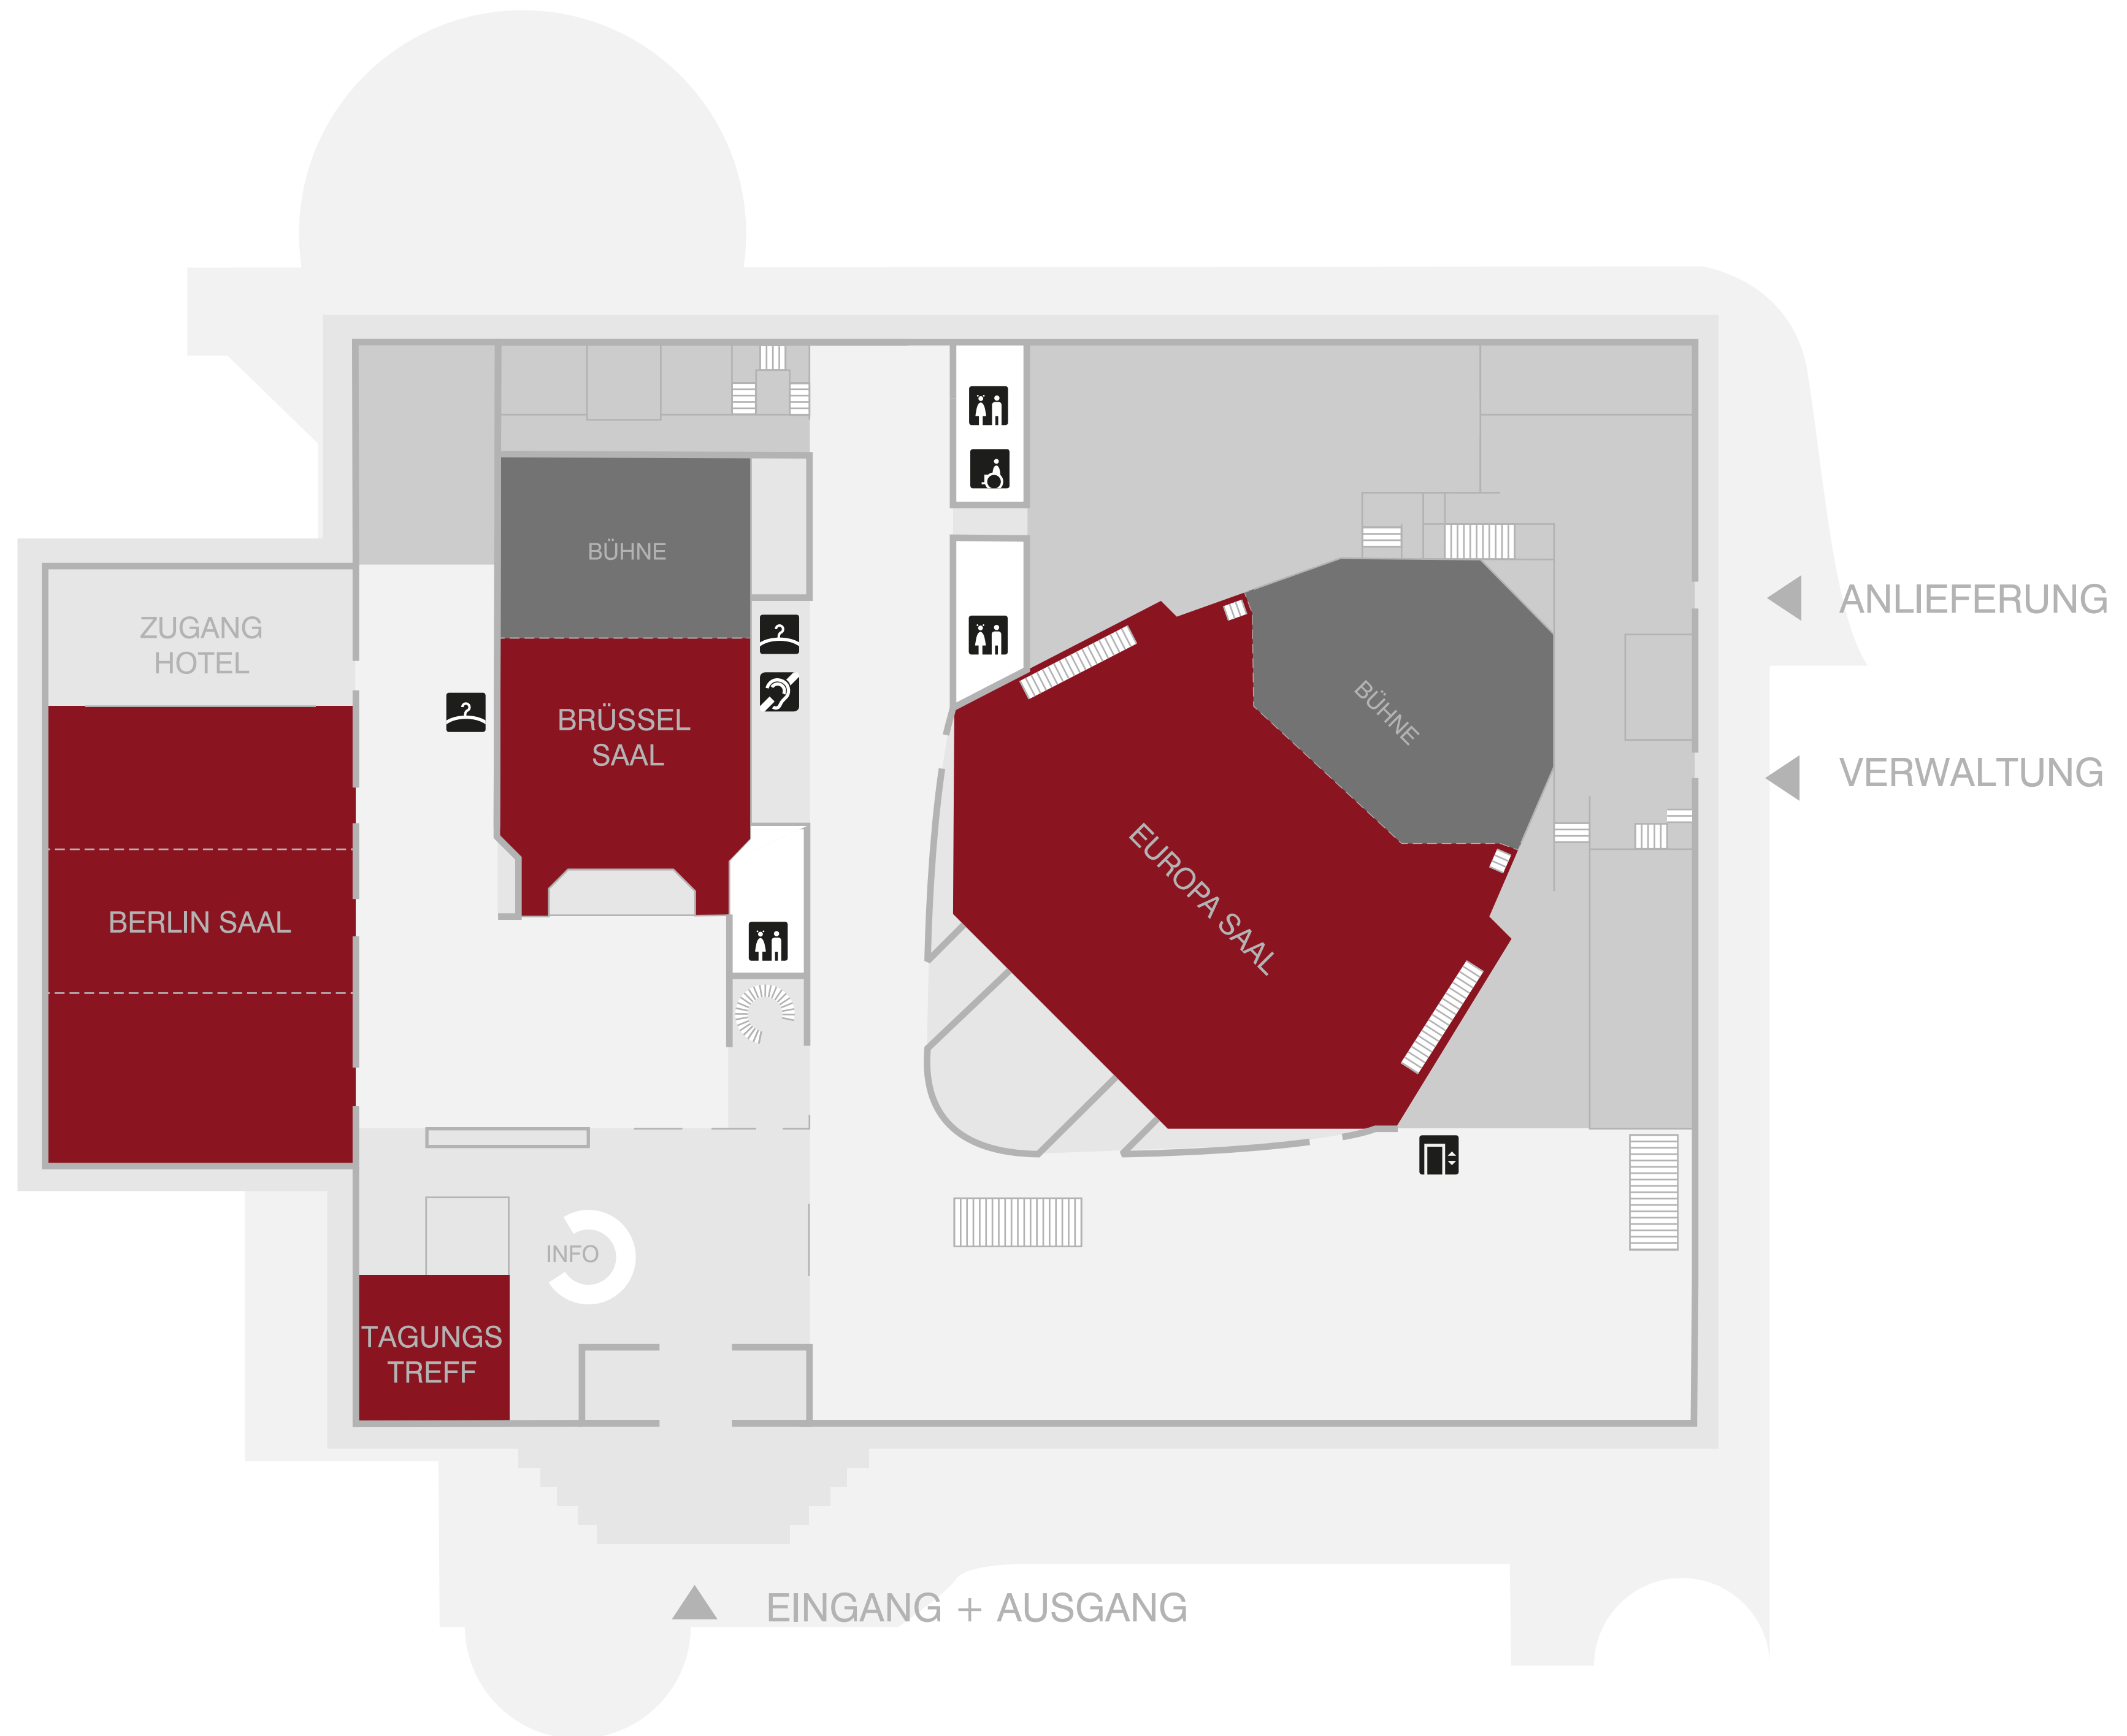 BÜHNE
ZUGANG
HOTEL
BRÜSSEL
SAAL
BERLIN SAAL
BÜHNE
EUROPA SAAL
ANLIEFERUNG
VERWALTUNG
INFO
TAGUNGS
TREFF
EINGANG + AUSGANG